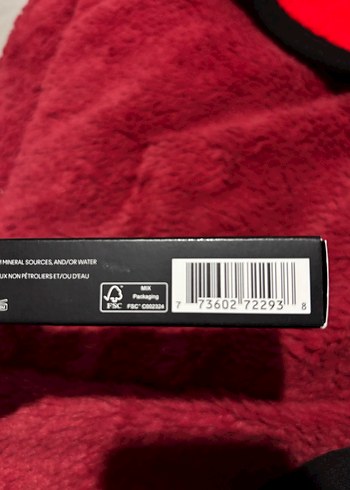 MINERAL SOURCES, AND/OR WATER
UX NON PÉTROLIERS ET/OU D'EAU
FSC
MIX
Packaging
FSC® C002324
7 73602 72293 8